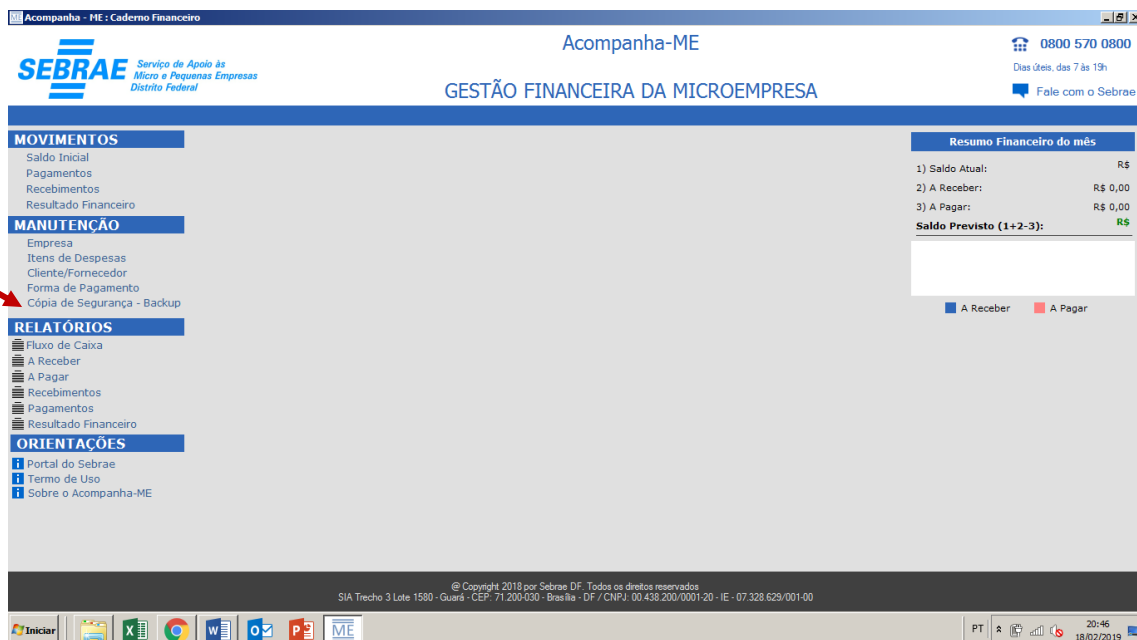 ME Acompanha - ME : Caderno Financeiro
SEBRAE
Serviço de Apoio às
Micro e Pequenas Empresas
Distrito Federal
Acompanha-ME
GESTÃO FINANCEIRA DA MICROEMPRESA
0800 570 0800
Dias úteis, das 7 às 19h
Fale com o Sebrae
MOVIMENTOS
Saldo Inicial
Pagamentos
Recebimentos
Resultado Financeiro
MANUTENÇÃO
Empresa
Itens de Despesas
Cliente/Fornecedor
Forma de Pagamento
Cópia de Segurança - Backup
RELATÓRIOS
Fluxo de Caixa
A Receber
A Pagar
Recebimentos
Pagamentos
Resultado Financeiro
ORIENTAÇÕES
Portal do Sebrae
Termo de Uso
Sobre o Acompanha-ME
Resumo Financeiro do mês
1) Saldo Atual: R$
2) A Receber: R$ 0,00
3) A Pagar: R$ 0,00
Saldo Previsto (1+2-3): R$
A Receber A Pagar
@ Copyright 2018 por Sebrae DF. Todos os direitos reservados
SIA Trecho 3 Lote 1580 - Guará - CEP: 71.200-030 - Brasília - DF / CNPJ: 00.438.200/0001-20 - IE - 07.328.629/001-00
Iniciar
ME
PT
20:46
18/02/2019